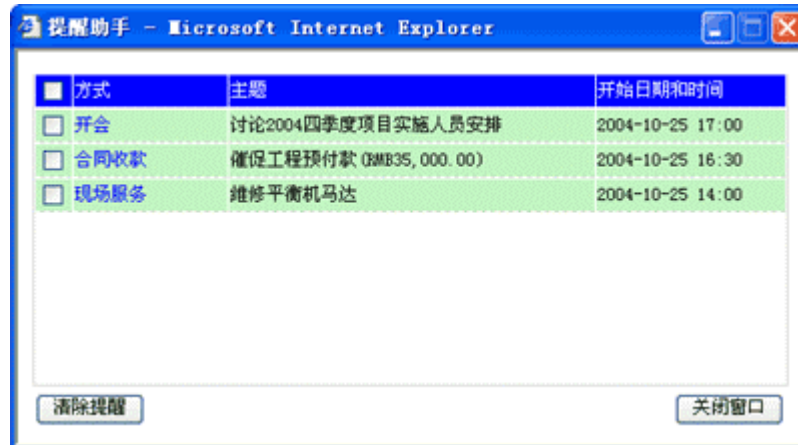 提醒助手 - Microsoft Internet Explorer
方式 主题 开始日期和时间
开会 讨论2004四季度项目实施人员安排 2004-10-25 17:00
合同收款 催促工程预付款(RMB35,000.00) 2004-10-25 16:30
现场服务 维修平衡机马达 2004-10-25 14:00
清除提醒 关闭窗口